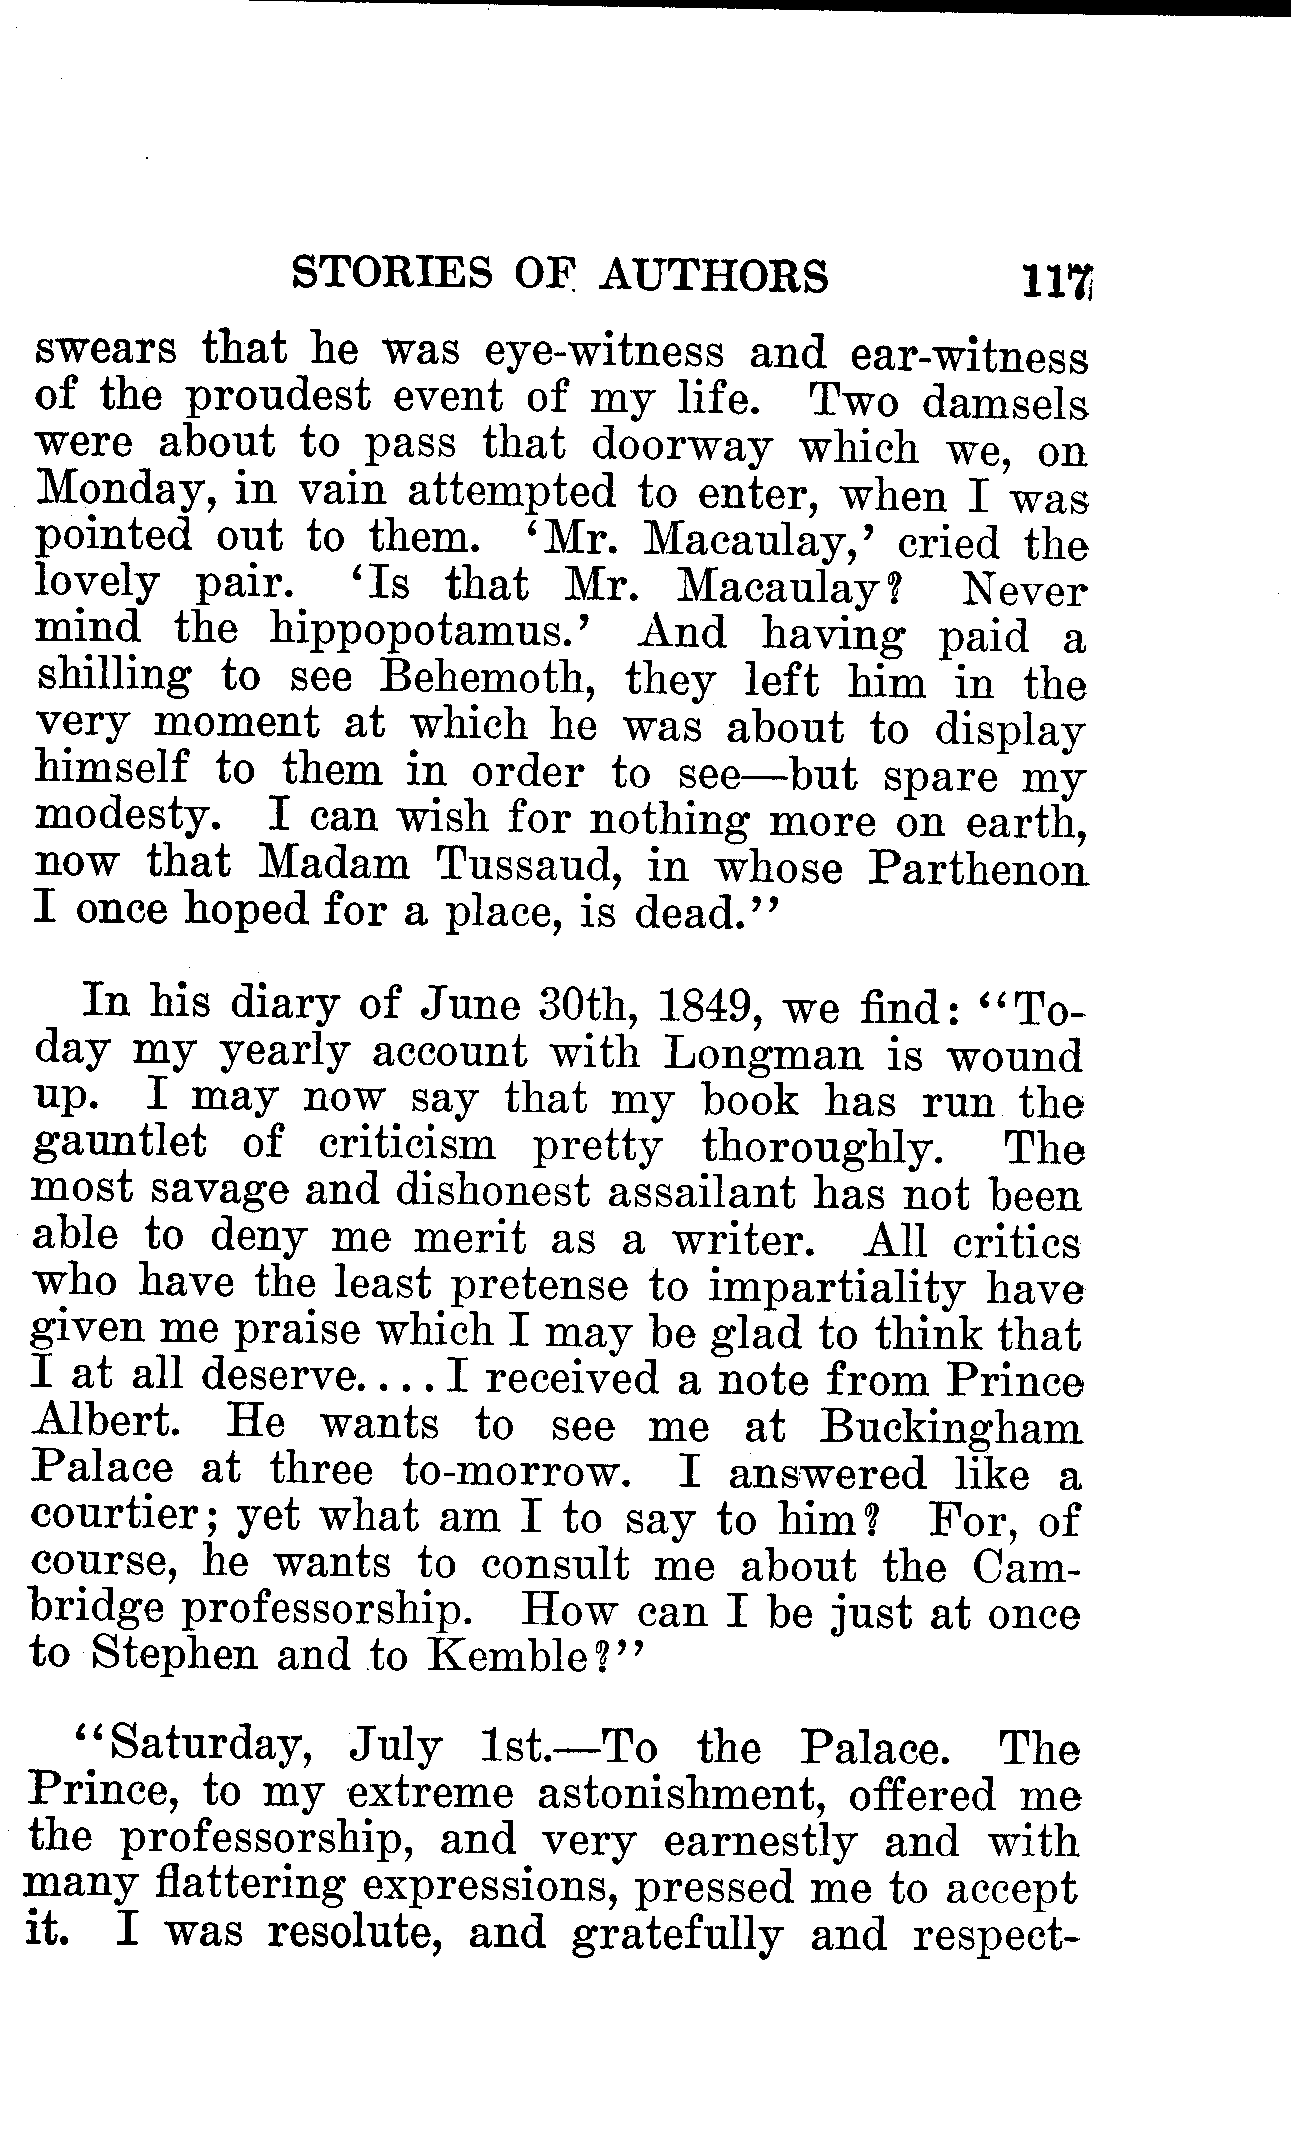 STORIES OF AUTHORS 117
swears that he was eye-witness and ear-witness
of the proudest event of my life. Two damsels
were about to pass that doorway which we, on
Monday, in vain attempted to enter, when I was
pointed out to them. ‘Mr. Macaulay,’ cried the
lovely pair. ‘Is that Mr. Macaulay? Never
mind the hippopotamus.’ And having paid a
shilling to see Behemoth, they left him in the
very moment at which he was about to display
himself to them in order to see—but spare my
modesty. I can wish for nothing more on earth,
now that Madam Tussaud, in whose Parthenon
I once hoped for a place, is dead.”
In his diary of June 30th, 1849, we find: “To-
day my yearly account with Longman is wound
up. I may now say that my book has run the
gauntlet of criticism pretty thoroughly. The
most savage and dishonest assailant has not been
able to deny me merit as a writer. All critics
who have the least pretense to impartiality have
given me praise which I may be glad to think that
I at all deserve....I received a note from Prince
Albert. He wants to see me at Buckingham
Palace at three to-morrow. I answered like a
courtier; yet what am I to say to him? For, of
course, he wants to consult me about the Cam-
bridge professorship. How can I be just at once
to Stephen and to Kemble?”
“Saturday, July 1st.—To the Palace. The
Prince, to my extreme astonishment, offered me
the professorship, and very earnestly and with
many flattering expressions, pressed me to accept
it. I was resolute, and gratefully and respect-